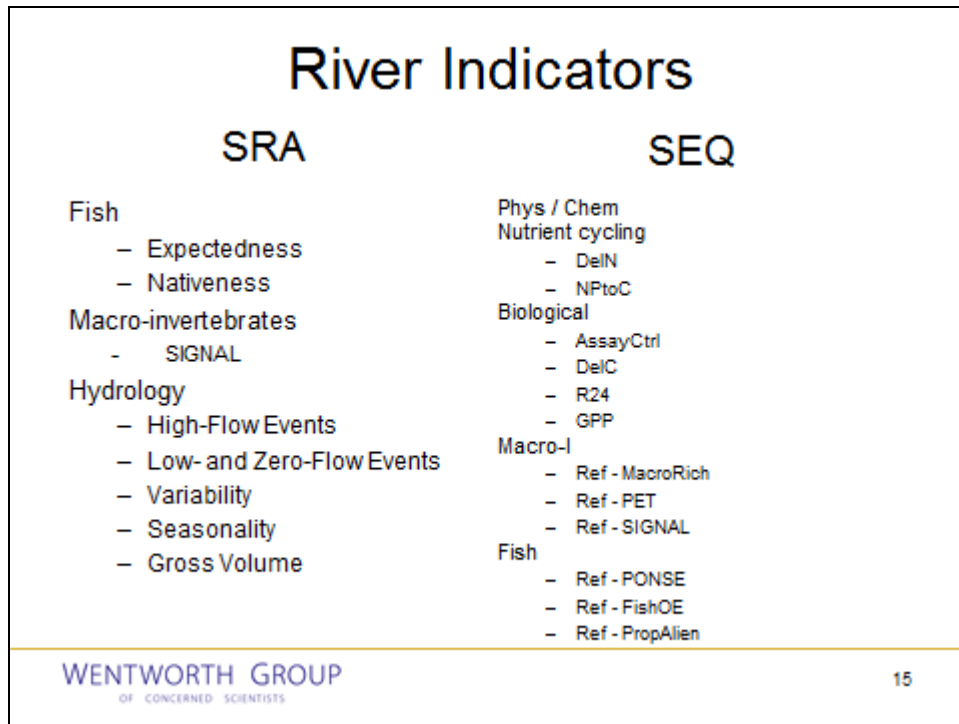 River Indicators
SRA
Fish
– Expectedness
– Nativeness
Macro-invertebrates
- SIGNAL
Hydrology
– High-Flow Events
– Low- and Zero-Flow Events
– Variability
– Seasonality
– Gross Volume
SEQ
Phys / Chem
Nutrient cycling
– DelN
– NPtoC
Biological
– AssayCtrl
– DelC
– R24
– GPP
Macro-I
– Ref - MacroRich
– Ref - PET
– Ref - SIGNAL
Fish
– Ref - PONSE
– Ref - FishOE
– Ref - PropAlien
WENTWORTH GROUP
OF CONCERNED SCIENTISTS
15